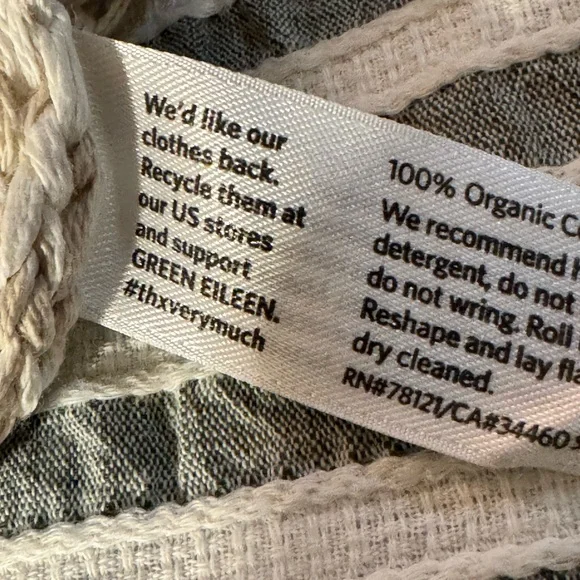 We'd like our
clothes back.
Recycle them at
our US stores
and support
GREEN EILEEN.
#thxverymuch
100% Organic
We recommend
detergent, do not
do not wring. Roll
Reshape and lay
dry cleaned.
RN#78121/CA#34460